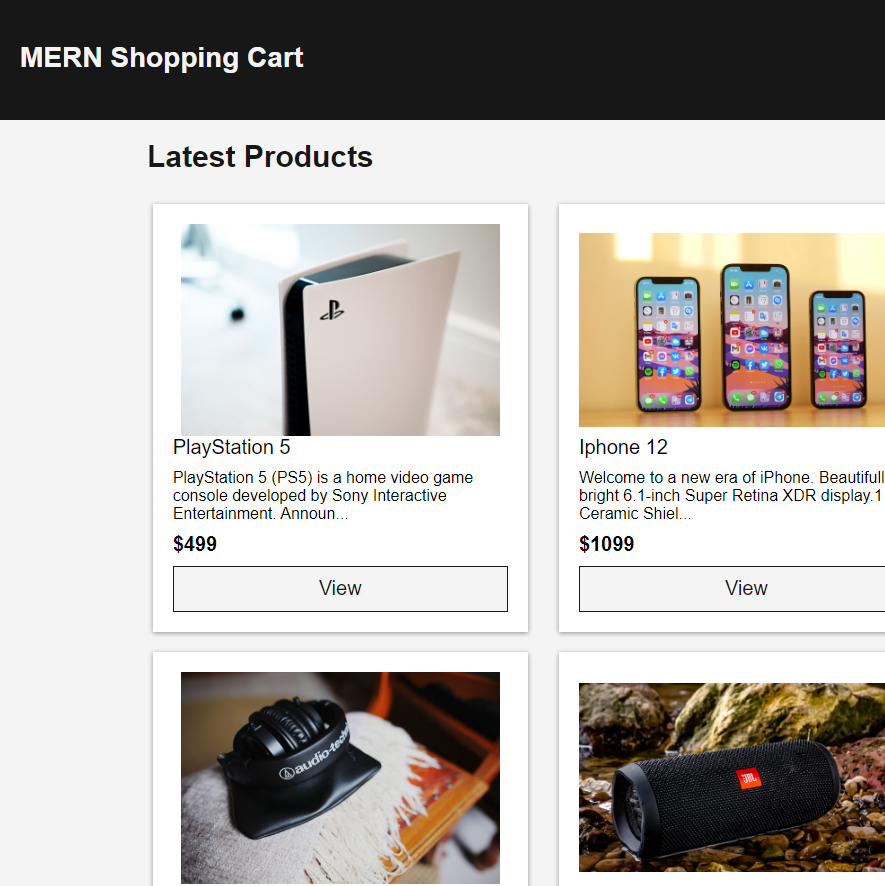 MERN Shopping Cart
Latest Products
PlayStation 5
PlayStation 5 (PS5) is a home video game
console developed by Sony Interactive
Entertainment. Announ...
$499
View
Iphone 12
Welcome to a new era of iPhone. Beautifull
bright 6.1-inch Super Retina XDR display.1
Ceramic Shiel...
$1099
View
audio-techn
JBL